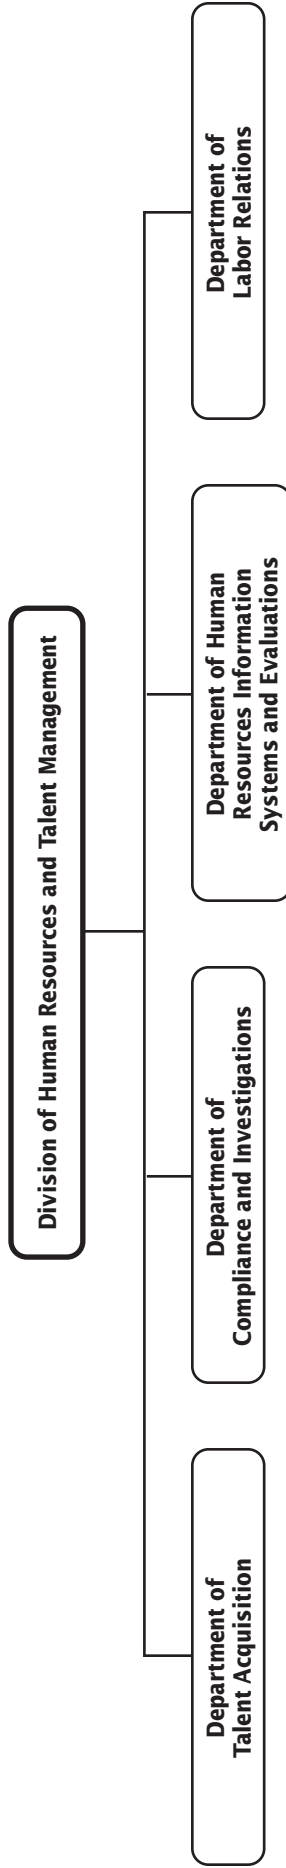 Division of Human Resources and Talent Management
Department of
Talent Acquisition
Department of
Compliance and Investigations
Department of Human
Resources Information
Systems and Evaluations
Department of
Labor Relations